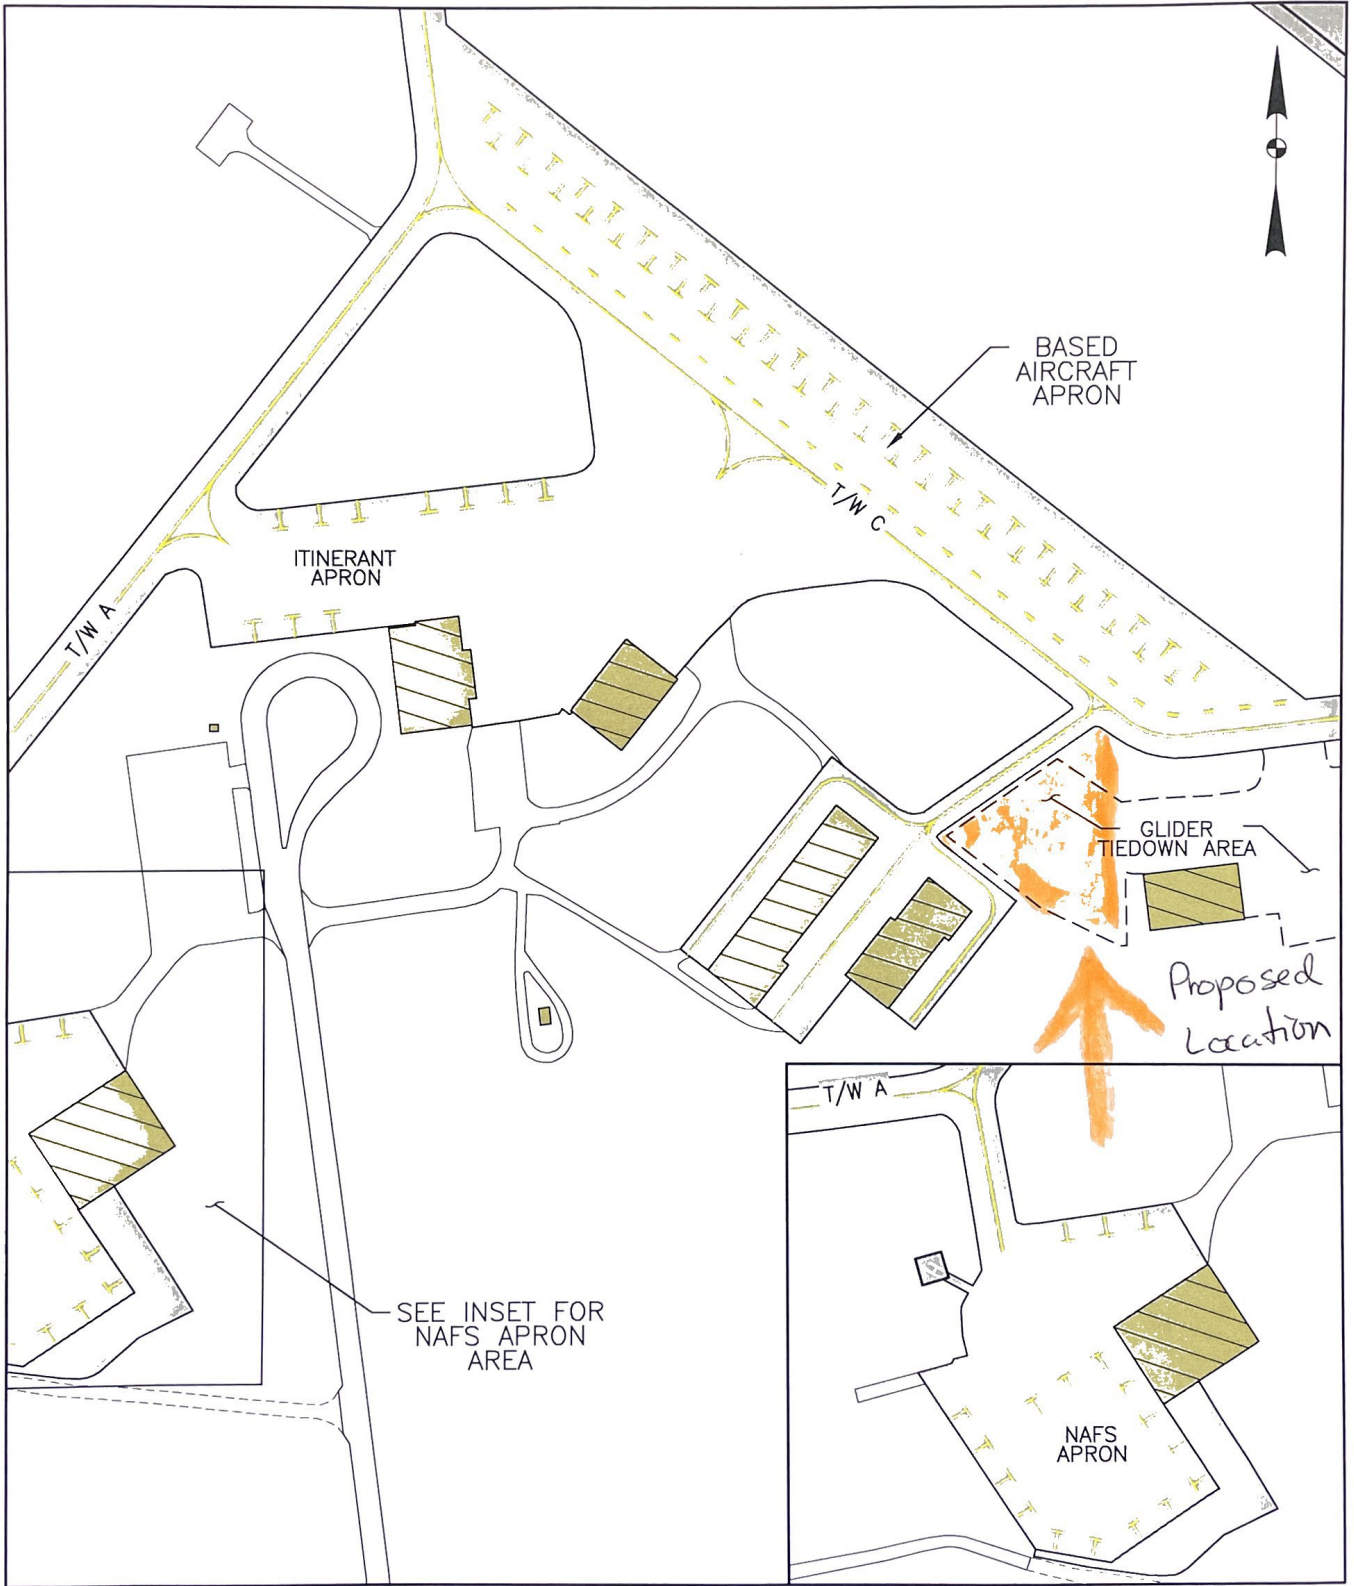 BASED
AIRCRAFT
APRON
T/W C
ITINERANT
APRON
T/W A
GLIDER
TIEDOWN AREA
Proposed
Location
T/W A
SEE INSET FOR
NAFS APRON
AREA
NAFS
APRON